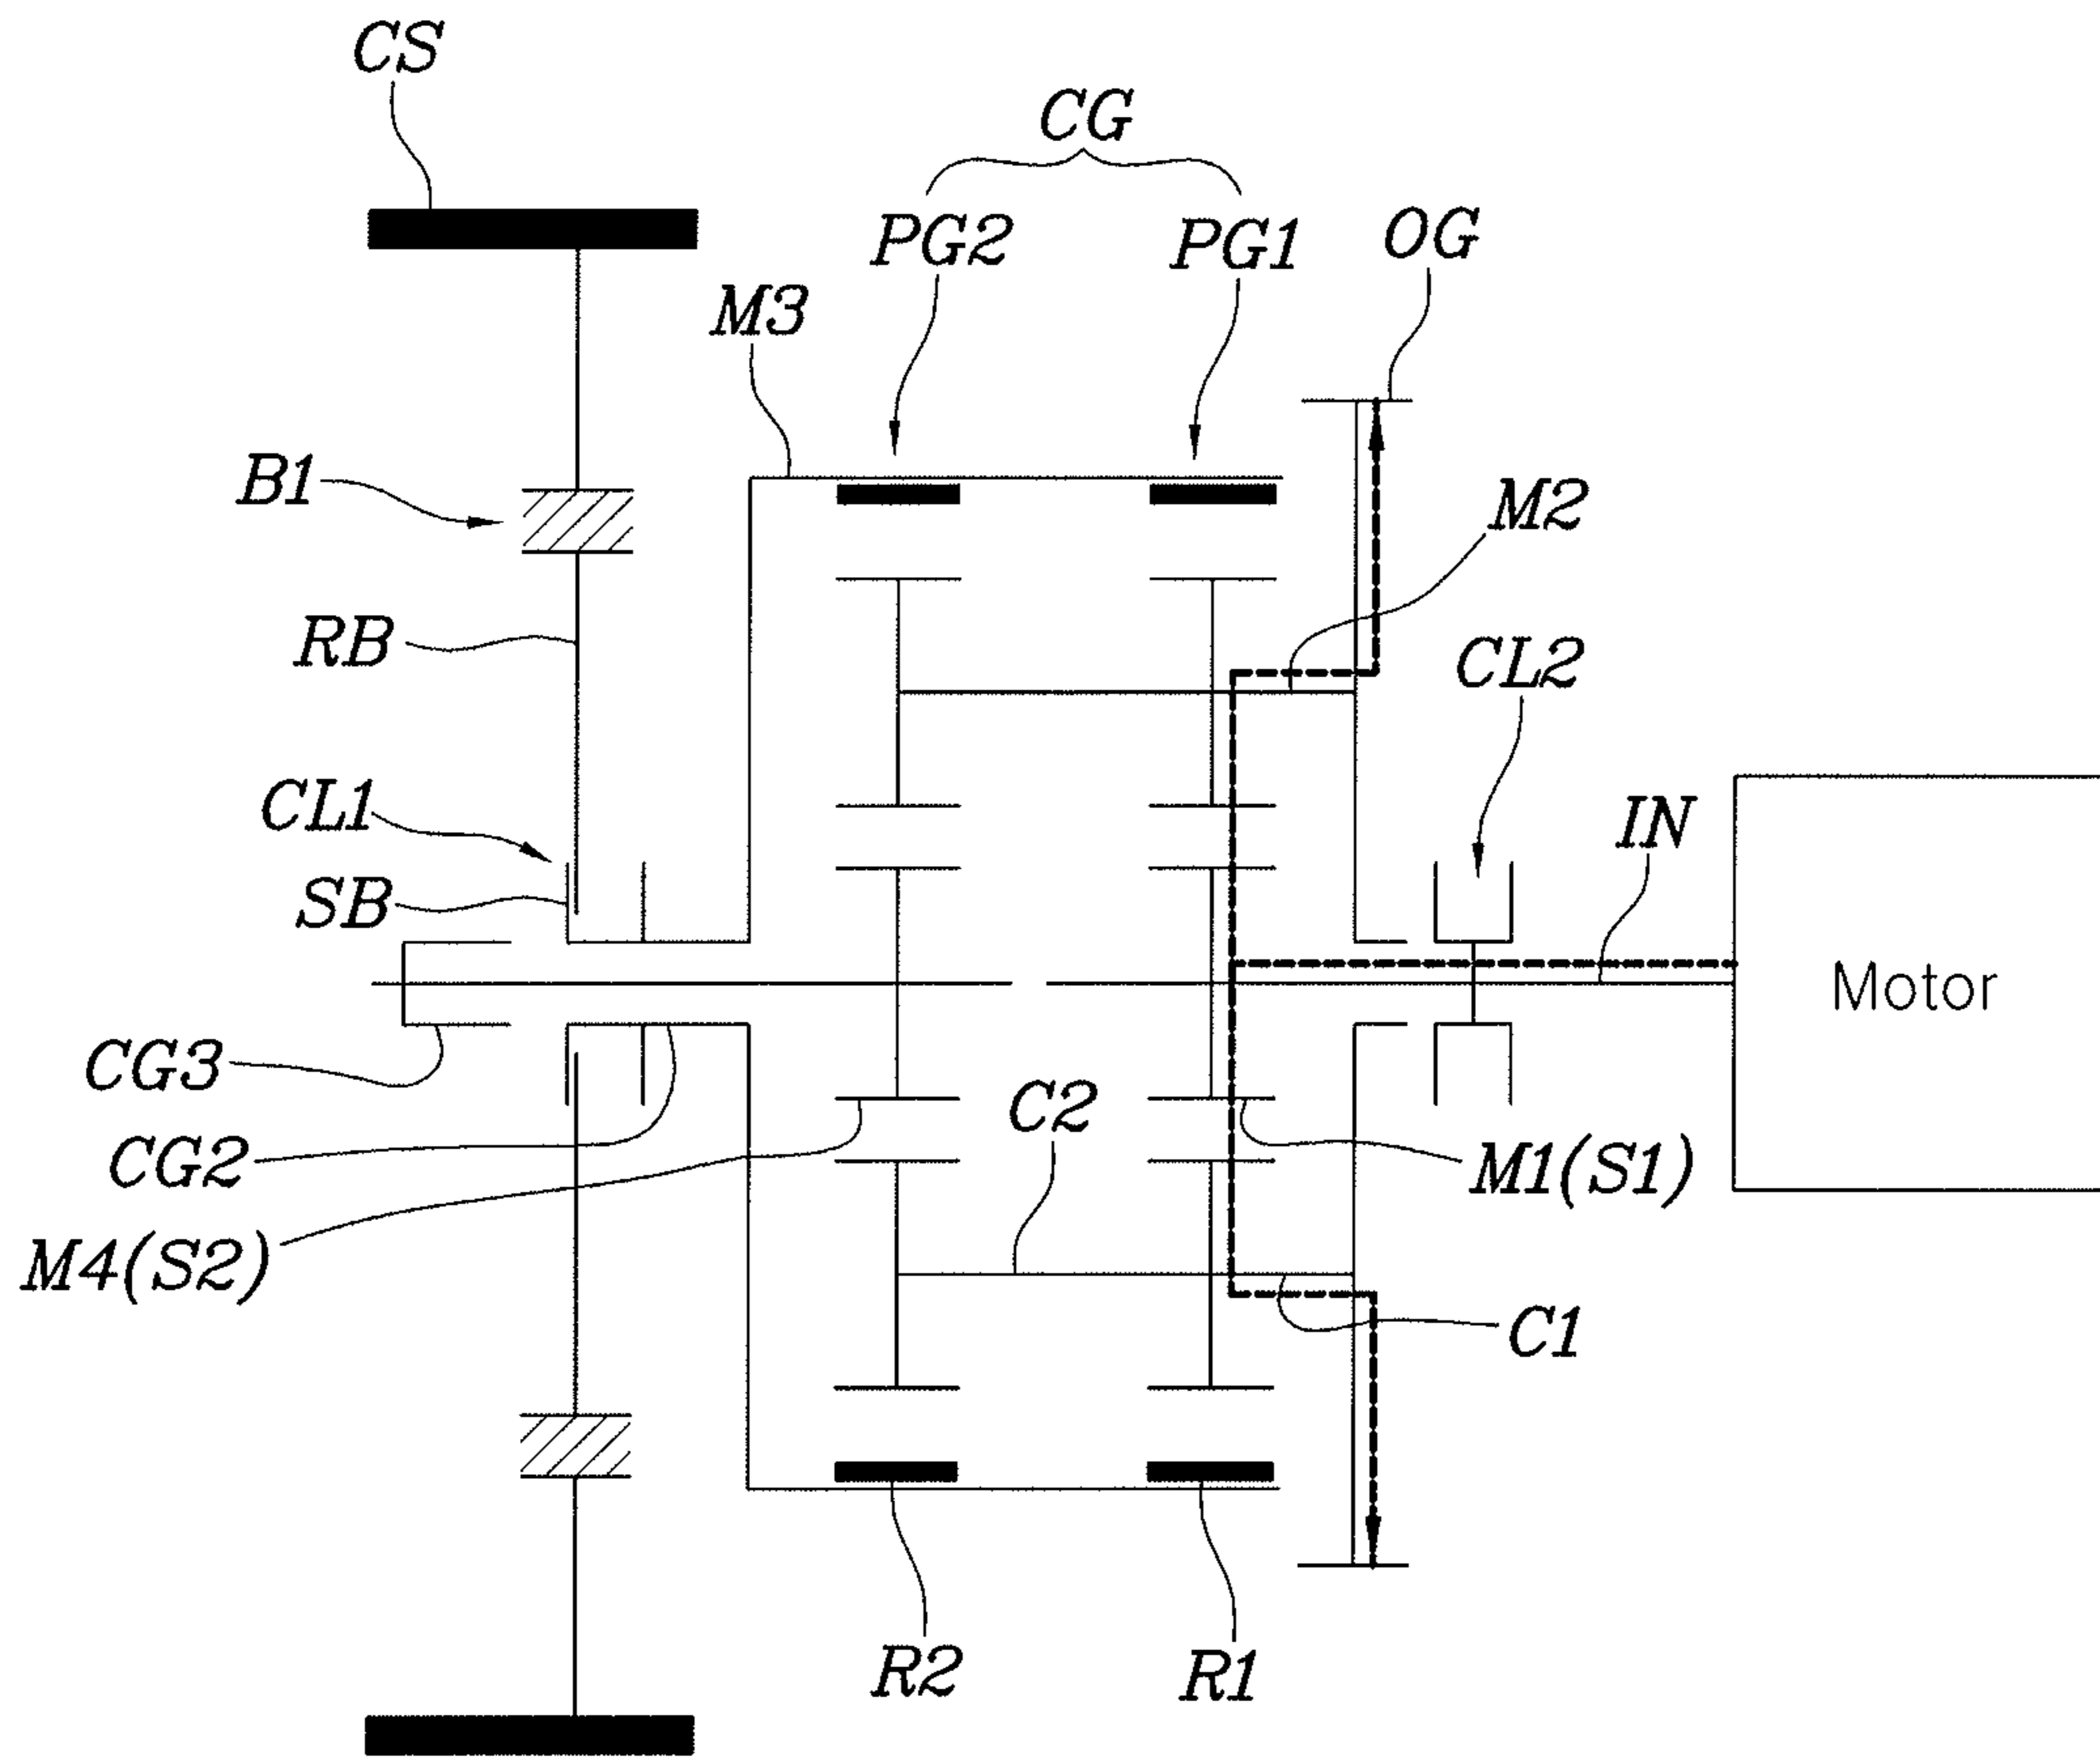 CS
CG
PG2
PG1
OG
M3
B1
M2
RB
CL2
CL1
IN
SB
Motor
CG3
C2
CG2
M1(S1)
M4(S2)
C1
R2
R1